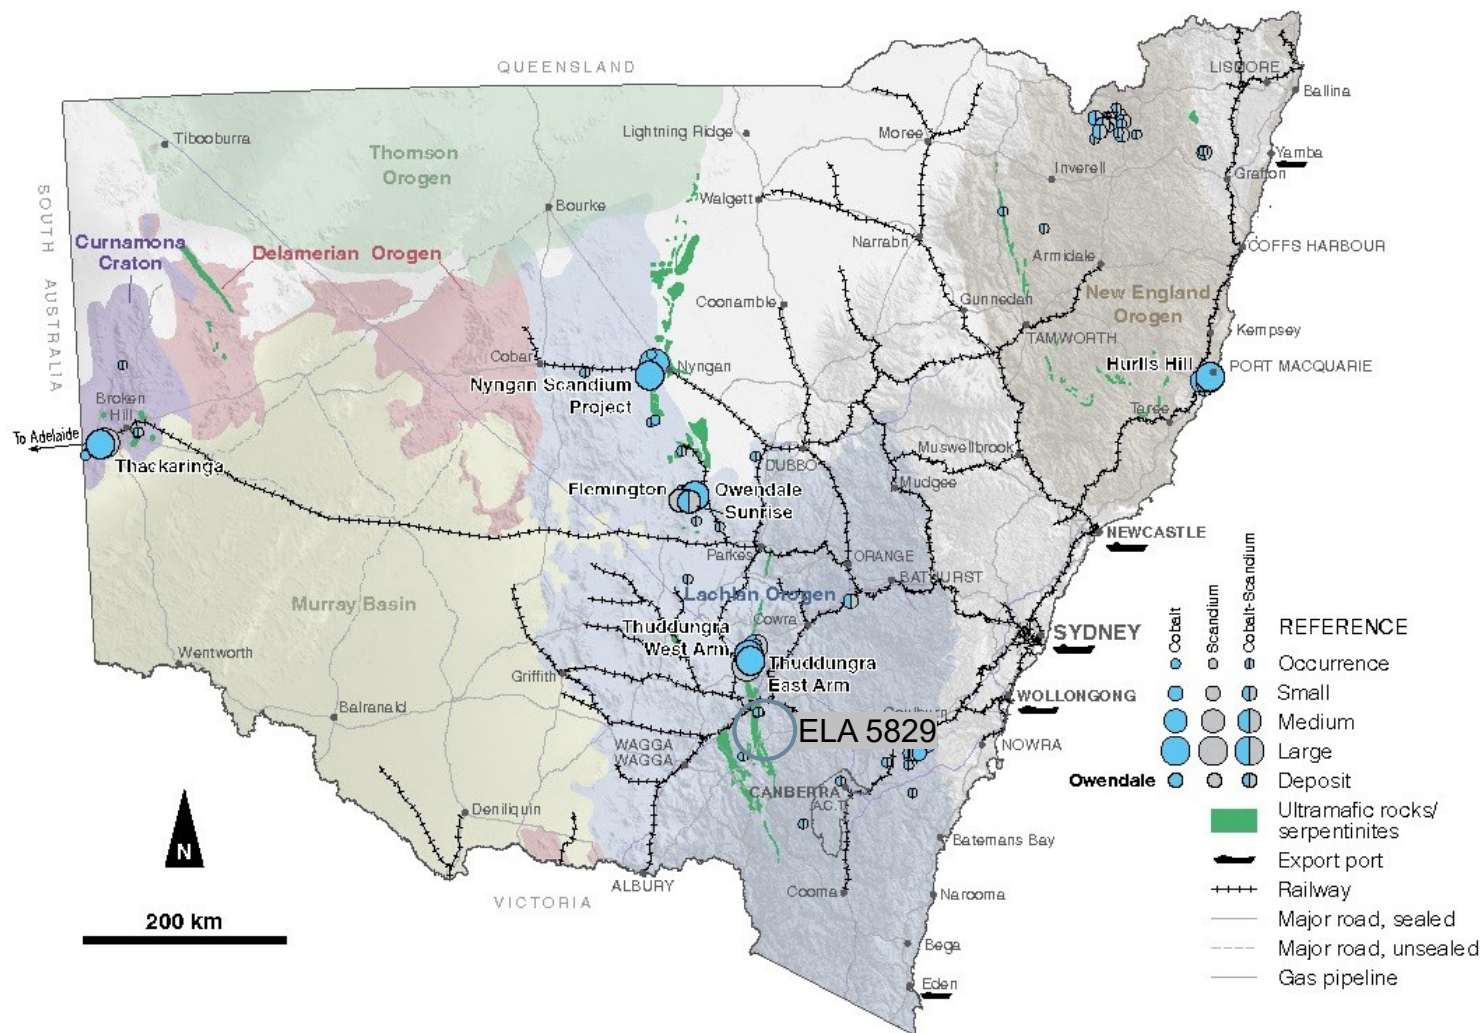 QUEENSLAND
LISMORE
Ballina
Tibooburra
Lightning Ridge
Moree
Thomson
Orogen
Yamba
Inverell
Grafton
SOUTH AUSTRALIA
Walgett
Bourke
Curnamona
Craton
Delamerian Orogen
Narrabri
COFFS HARBOUR
Armidale
Coonamble
Gunnedah
New England
Orogen
TAMWORTH
Kempsey
Cobar
Nyngan
Hurlls Hill
PORT MACQUARIE
Nyngan Scandium
Project
Broken
Hill
Taree
To Adelaide
Thackaringa
Muswellbrook
DUBBO
Mudgee
Flemington
Owendale
Sunrise
NEWCASTLE
Parkes
ORANGE
BATHURST
Murray Basin
Lachlan Orogen
Cowra
Thuddungra
West Arm
SYDNEY
Thuddungra
East Arm
Wentworth
Griffith
WOLLONGONG
Balranald
Goulburn
ELA 5829
WAGGA
WAGGA
NOWRA
CANBERRA
A.C.T.
Deniliquin
Batemans Bay
N
ALBURY
Cooma
Narooma
VICTORIA
200 km
Bega
Eden
Cobalt
Scandium
Cobalt-Scandium
REFERENCE
Occurrence
Small
Medium
Large
Owendale
Deposit
Ultramafic rocks/
serpentinites
Export port
Railway
Major road, sealed
Major road, unsealed
Gas pipeline